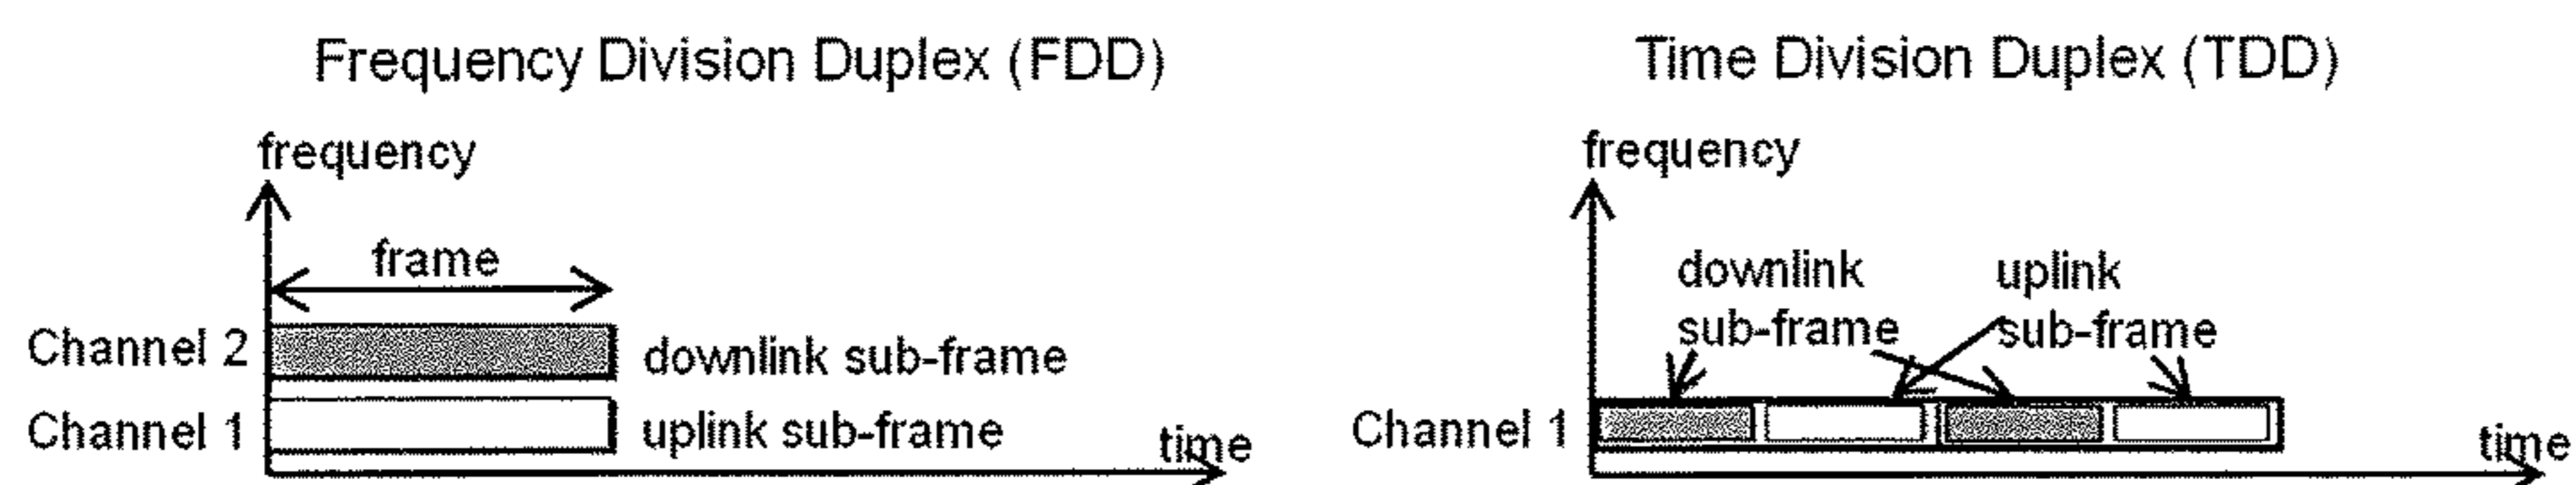 Frequency Division Duplex (FDD)
frequency
frame
Channel 2
downlink sub-frame
Channel 1
uplink sub-frame
time
Time Division Duplex (TDD)
frequency
downlink
sub-frame
uplink
sub-frame
Channel 1
time